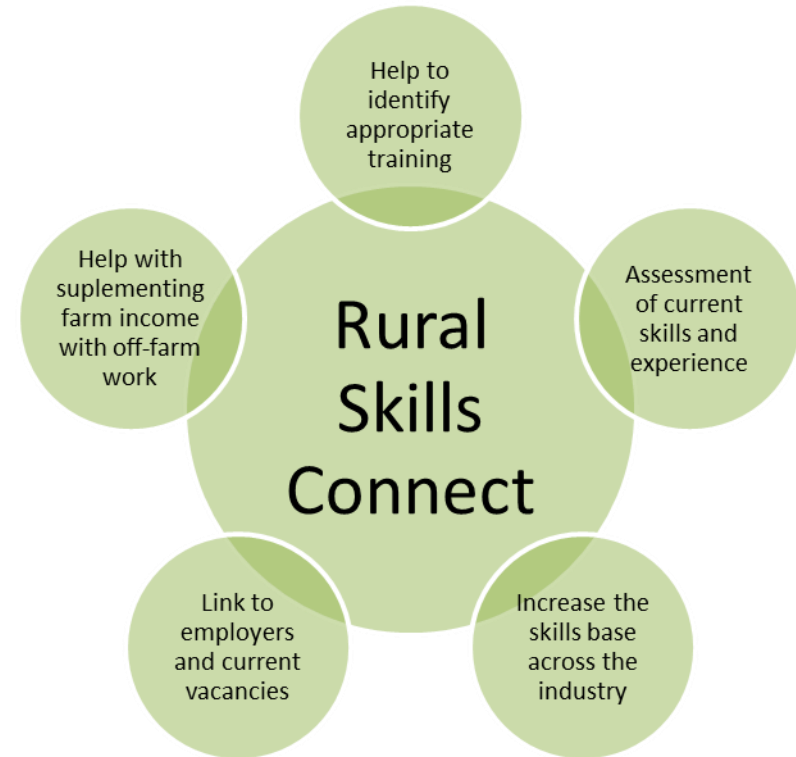 Help to
identify
appropriate
training
Help with
suplementing
farm income
with off-farm
work
Rural
Skills
Connect
Assessment
of current
skills and
experience
Link to
employers
and current
vacancies
Increase the
skills base
across the
industry